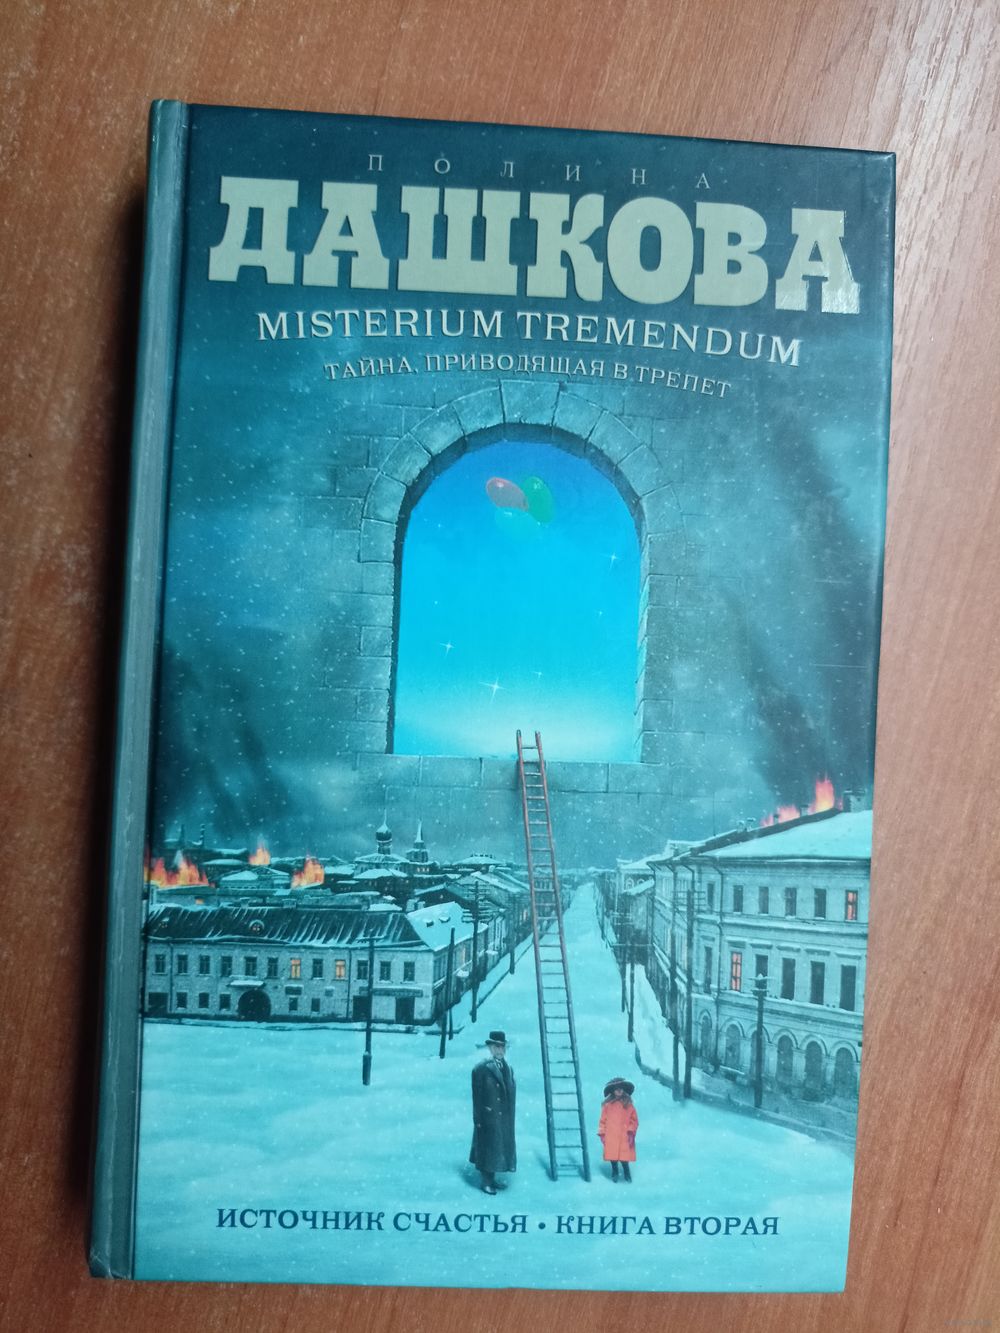 ПОЛИНА
ДАШКОВА
MISTERIUM TREMENDUM
ТАЙНА, ПРИВОДЯЩАЯ В ТРЕПЕТ
ИСТОЧНИК СЧАСТЬЯ • КНИГА ВТОРАЯ